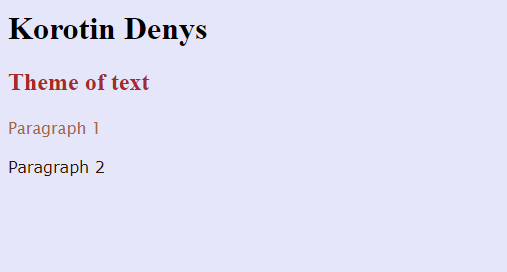 Korotin Denys
Theme of text
Paragraph 1
Paragraph 2